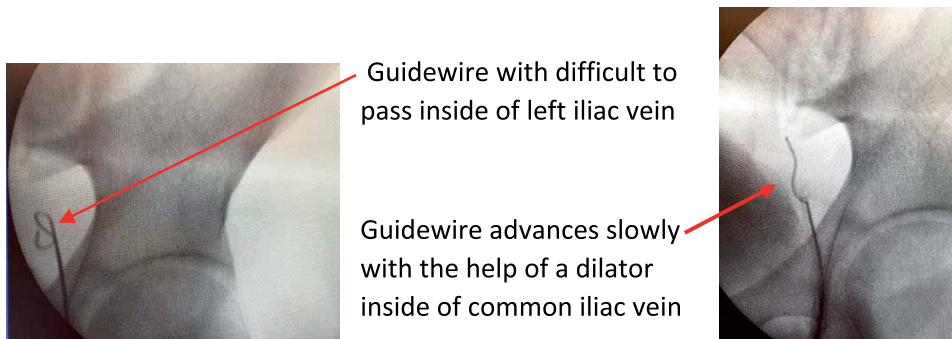 Guidewire with difficult to
pass inside of left iliac vein
Guidewire advances slowly
with the help of a dilator
inside of common iliac vein